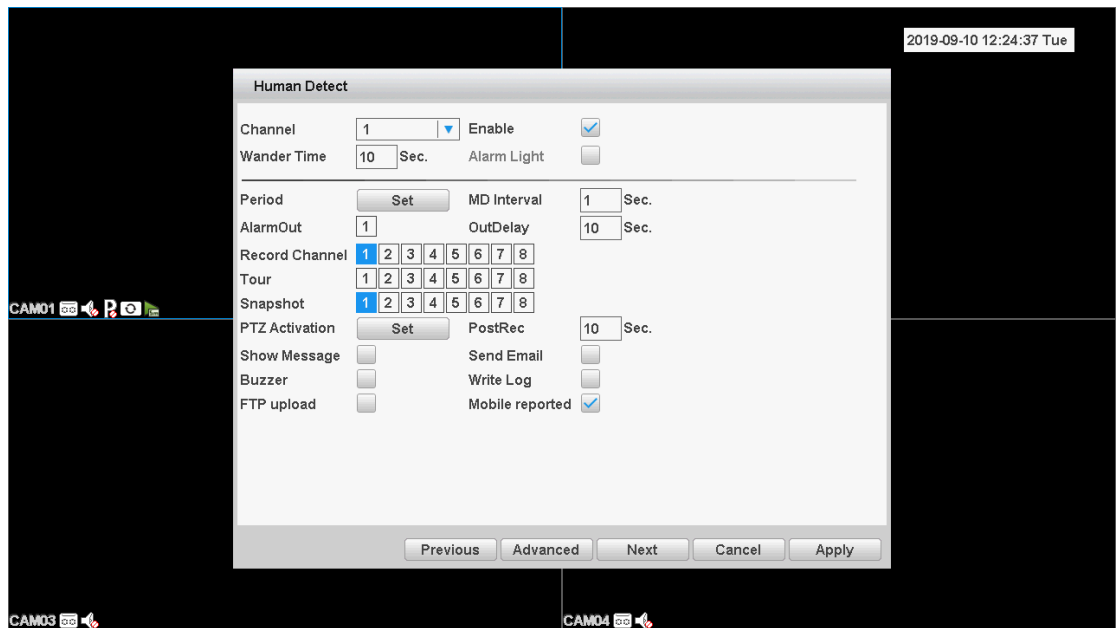 2019-09-10 12:24:37 Tue
Human Detect
Channel 1 Enable
Wander Time 10 Sec. Alarm Light
Period Set MD Interval 1 Sec.
AlarmOut 1 OutDelay 10 Sec.
Record Channel 1 2 3 4 5 6 7 8
Tour 1 2 3 4 5 6 7 8
Snapshot 1 2 3 4 5 6 7 8
CAM01
PTZ Activation Set PostRec 10 Sec.
Show Message Send Email
Buzzer Write Log
FTP upload Mobile reported
Previous Advanced Next Cancel Apply
CAM03 CAM04